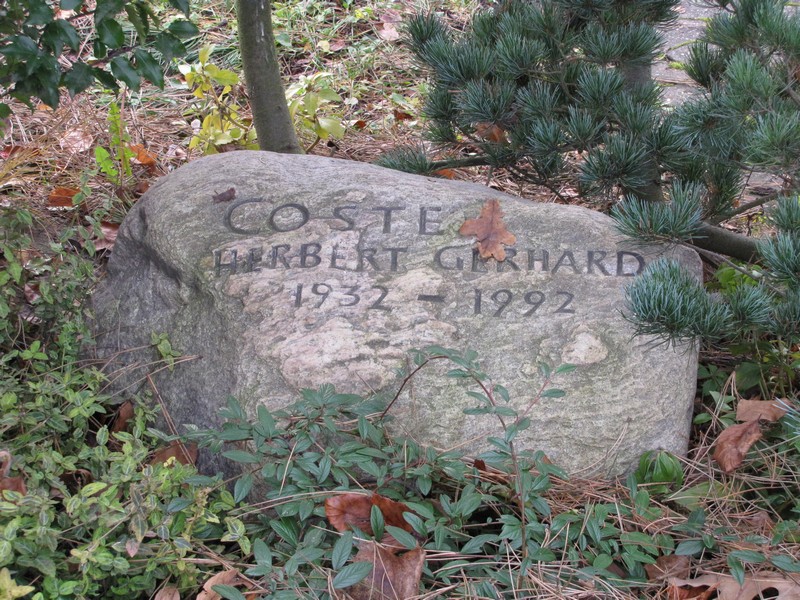 COSTE
HERBERT GERHARD
1932 – 1992